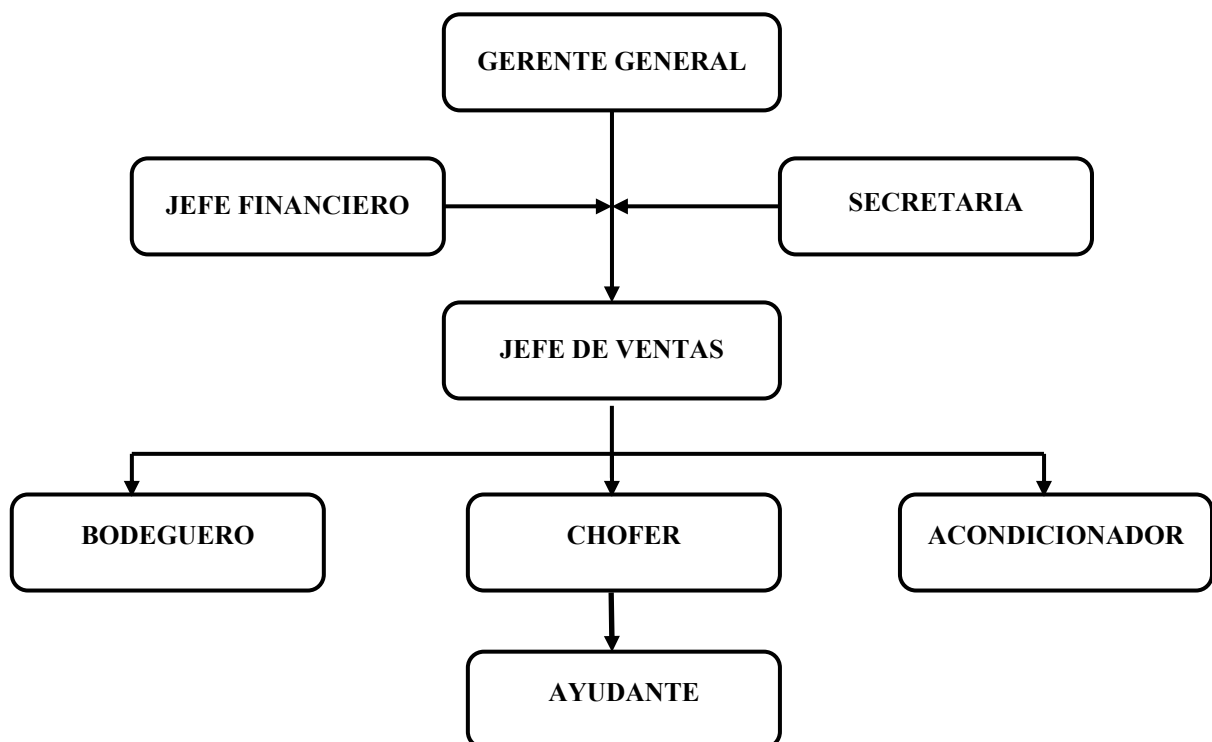 GERENTE GENERAL
JEFE FINANCIERO
SECRETARIA
JEFE DE VENTAS
BODEGUERO
CHOFER
ACONDICIONADOR
AYUDANTE